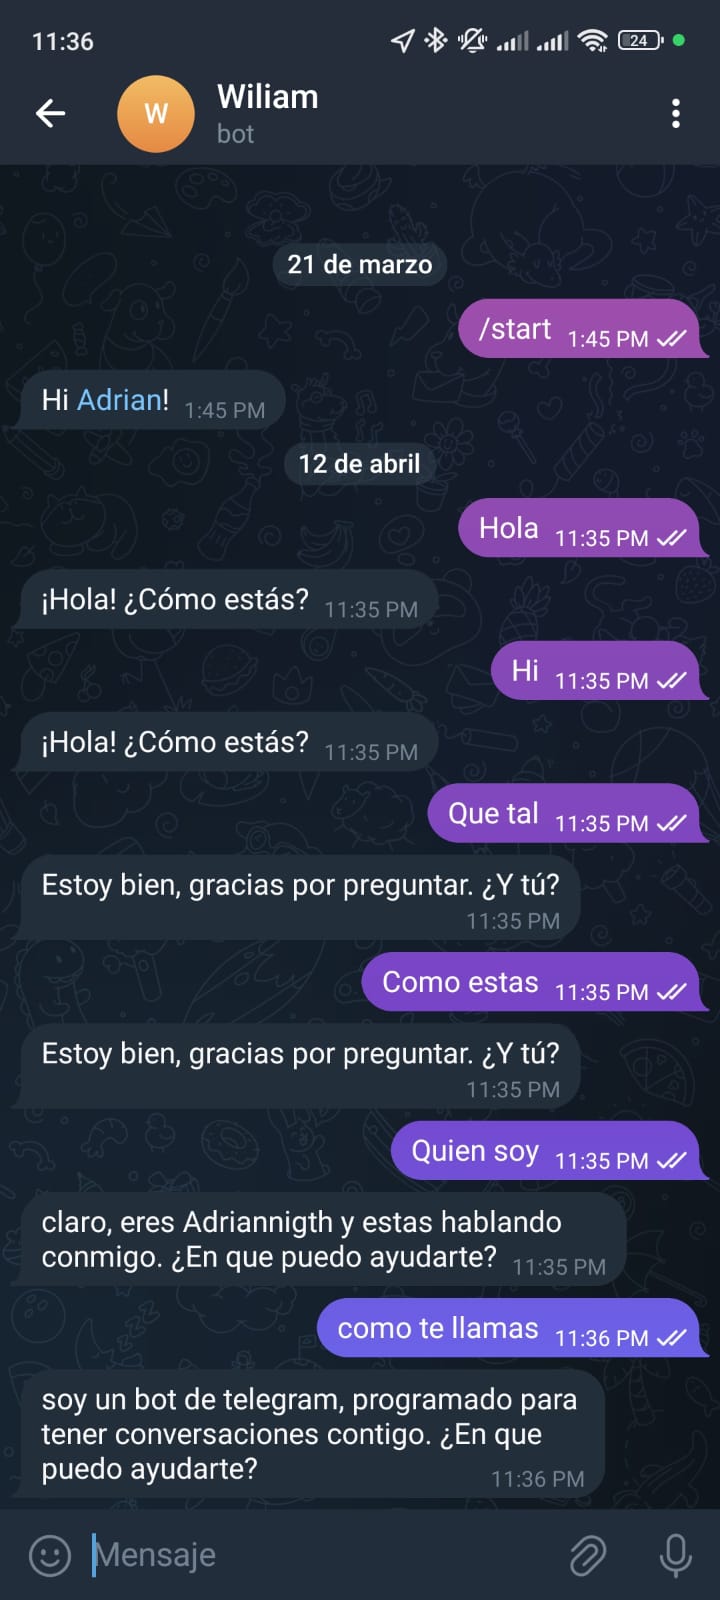 11:36
24
W
Wiliam
bot
21 de marzo
/start 1:45 PM
Hi Adrian! 1:45 PM
12 de abril
Hola 11:35 PM
¡Hola! ¿Cómo estás? 11:35 PM
Hi 11:35 PM
¡Hola! ¿Cómo estás? 11:35 PM
Que tal 11:35 PM
Estoy bien, gracias por preguntar. ¿Y tú?
11:35 PM
Como estas 11:35 PM
Estoy bien, gracias por preguntar. ¿Y tú?
11:35 PM
Quien soy 11:35 PM
claro, eres Adriannigth y estas hablando
conmigo. ¿En que puedo ayudarte? 11:35 PM
como te llamas 11:36 PM
soy un bot de telegram, programado para
tener conversaciones contigo. ¿En que
puedo ayudarte? 11:36 PM
Mensaje